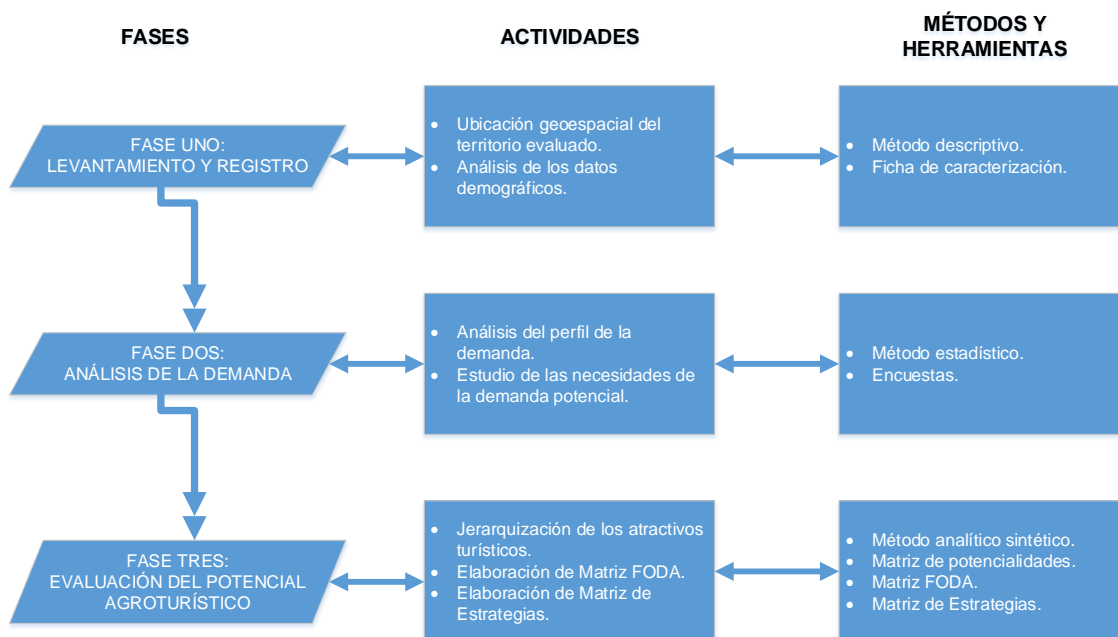 FASES
ACTIVIDADES
MÉTODOS Y
HERRAMIENTAS
FASE UNO:
LEVANTAMIENTO Y REGISTRO
• Ubicación geoespacial del
territorio evaluado.
• Análisis de los datos
demográficos.
• Método descriptivo.
• Ficha de caracterización.
FASE DOS:
ANÁLISIS DE LA DEMANDA
• Análisis del perfil de la
demanda.
• Estudio de las necesidades de
la demanda potencial.
• Método estadístico.
• Encuestas.
FASE TRES:
EVALUACIÓN DEL POTENCIAL
AGROTURÍSTICO
• Jerarquización de los atractivos
turísticos.
• Elaboración de Matriz FODA.
• Elaboración de Matriz de
Estrategias.
• Método analítico sintético.
• Matriz de potencialidades.
• Matriz FODA.
• Matriz de Estrategias.